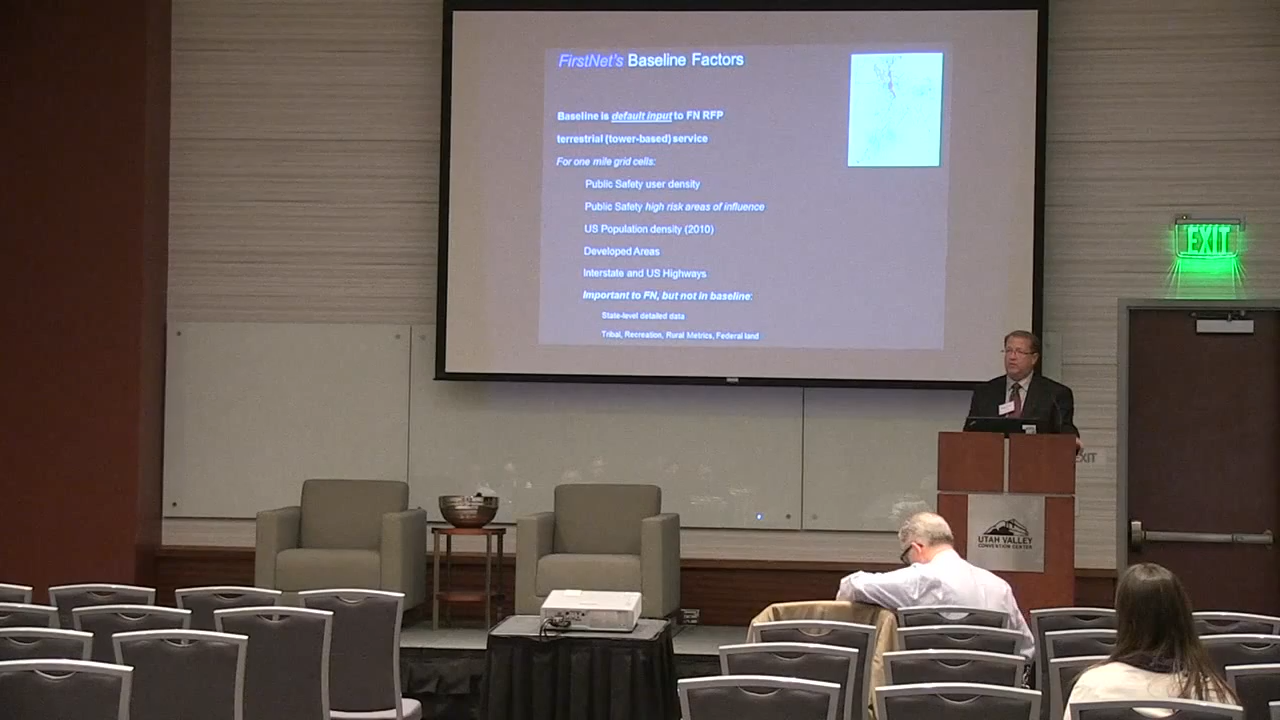 FirstNet's Baseline Factors
Baseline is default input to FN RFP
terrestrial (tower-based) service
For one mile grid cells:
Public Safety user density
Public Safety high risk areas of influence
US Population density (2010)
Developed Areas
Interstate and US Highways
Important to FN, but not in baseline:
State-level detailed data
Tribal, Recreation, Rural Metrics, Federal land
EXIT
EXIT
UTAH VALLEY
CONVENTION CENTER